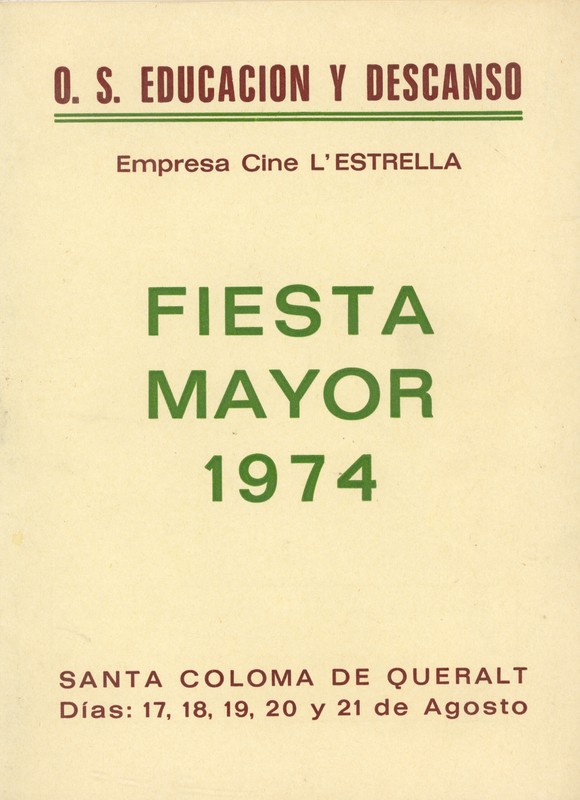 O. S. EDUCACION Y DESCANSO
Empresa Cine L'ESTRELLA
FIESTA
MAYOR
1974
SANTA COLOMA DE QUERALT
Días: 17, 18, 19, 20 y 21 de Agosto